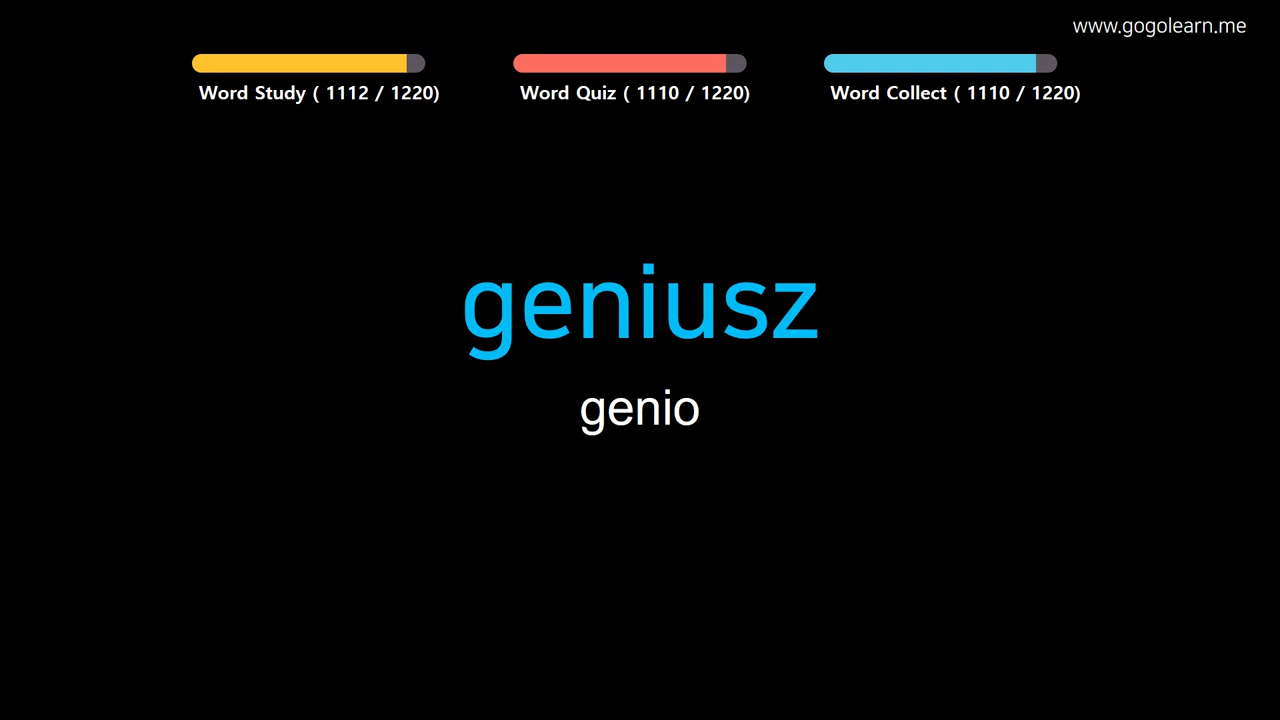 www.gogolearn.me
Word Study ( 1112 / 1220)
Word Quiz ( 1110 / 1220)
Word Collect ( 1110 / 1220)
geniusz
genio